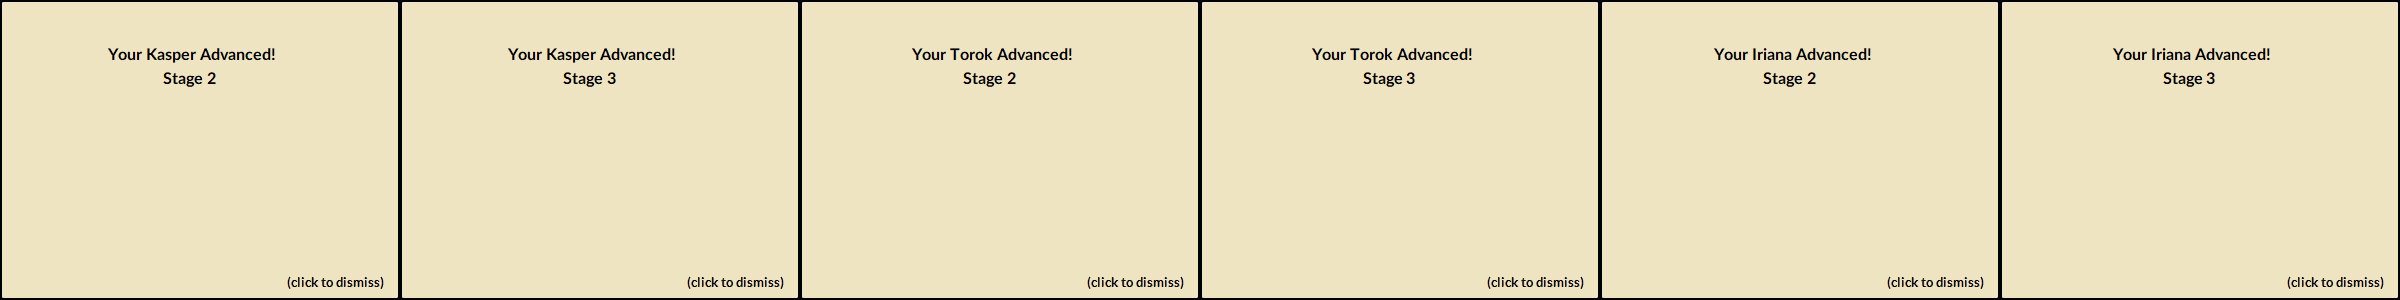 Your Kasper Advanced!
Stage 2
(click to dismiss)
Your Kasper Advanced!
Stage 3
(click to dismiss)
Your Torok Advanced!
Stage 2
(click to dismiss)
Your Torok Advanced!
Stage 3
(click to dismiss)
Your Iriana Advanced!
Stage 2
(click to dismiss)
Your Iriana Advanced!
Stage 3
(click to dismiss)